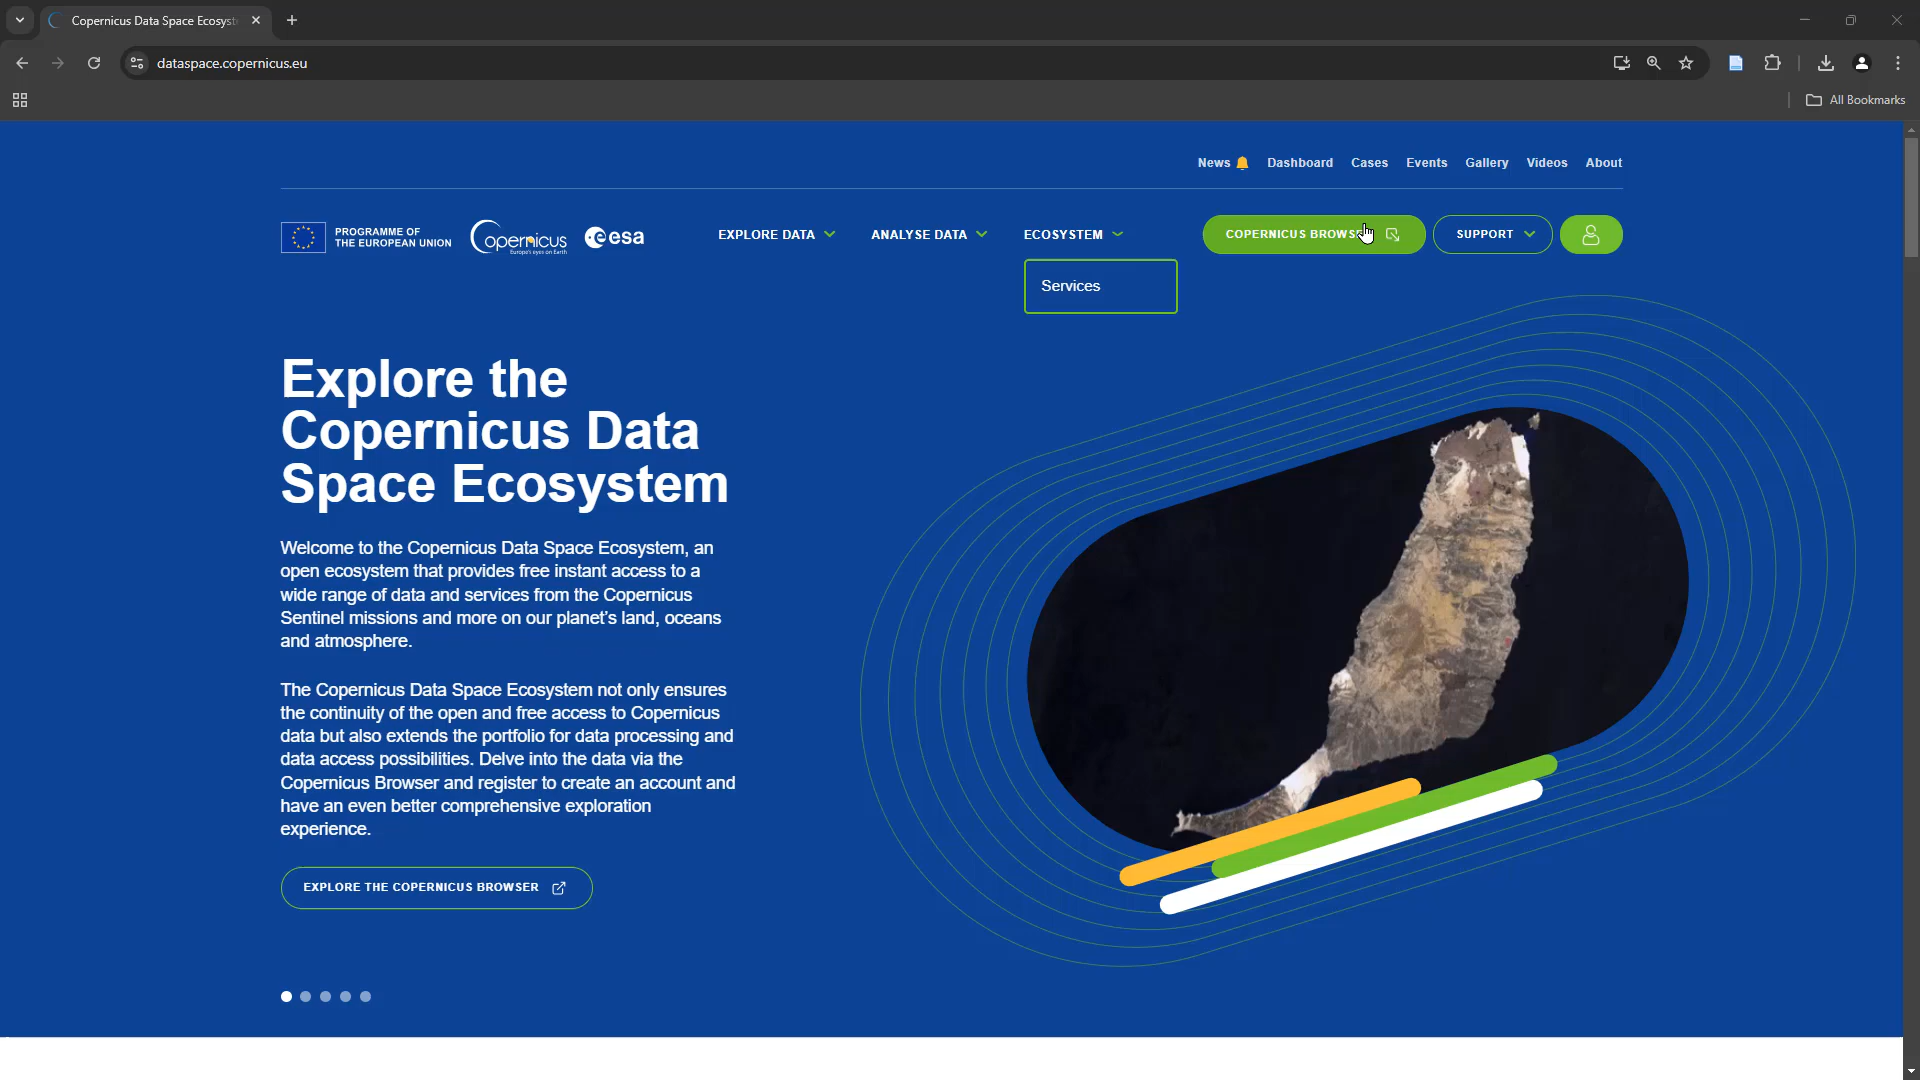 Copernicus Data Space Ecosyst
dataspace.copernicus.eu
All Bookmarks
News
Dashboard
Cases
Events
Gallery
Videos
About
PROGRAMME OF
THE EUROPEAN UNION
opernicus
Europe's eyes on Earth
esa
EXPLORE DATA
ANALYSE DATA
ECOSYSTEM
COPERNICUS BROWS
SUPPORT
Services
Explore the
Copernicus Data
Space Ecosystem
Welcome to the Copernicus Data Space Ecosystem, an
open ecosystem that provides free instant access to a
wide range of data and services from the Copernicus
Sentinel missions and more on our planet's land, oceans
and atmosphere.
The Copernicus Data Space Ecosystem not only ensures
the continuity of the open and free access to Copernicus
data but also extends the portfolio for data processing and
data access possibilities. Delve into the data via the
Copernicus Browser and register to create an account and
have an even better comprehensive exploration
experience.
EXPLORE THE COPERNICUS BROWSER